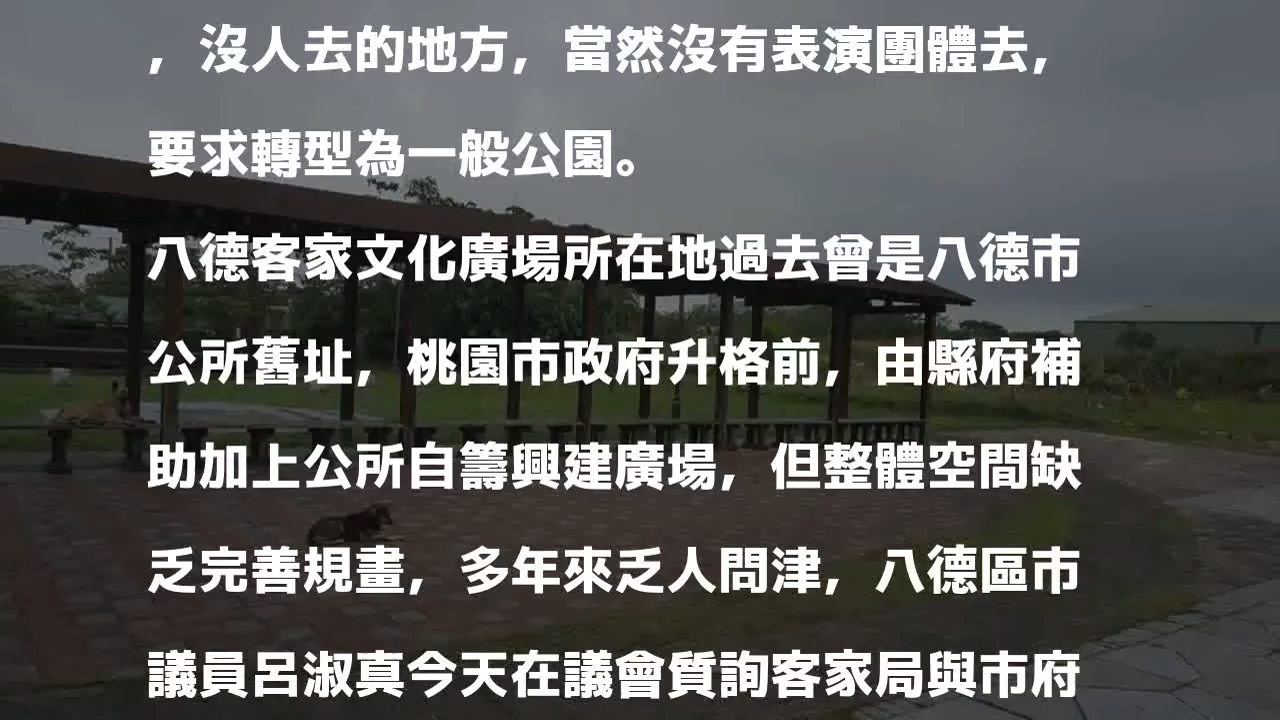 ，沒人去的地方，當然沒有表演團體去，
要求轉型為一般公園。
八德客家文化廣場所在地過去曾是八德市
公所舊址，桃園市政府升格前，由縣府補
助加上公所自籌興建廣場，但整體空間缺
乏完善規畫，多年來乏人問津，八德區市
議員呂淑真今天在議會質詢客家局與市府